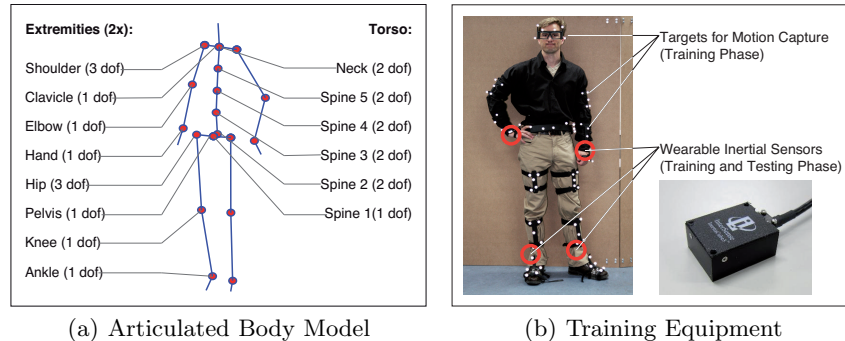 Extremities (2x):
Torso:
Shoulder (3 dof)
Clavicle (1 dof)
Elbow (1 dof)
Hand (1 dof)
Hip (3 dof)
Pelvis (1 dof)
Knee (1 dof)
Ankle (1 dof)
Neck (2 dof)
Spine 5 (2 dof)
Spine 4 (2 dof)
Spine 3 (2 dof)
Spine 2 (2 dof)
Spine 1(1 dof)
(a) Articulated Body Model
Targets for Motion Capture
(Training Phase)
Wearable Inertial Sensors
(Training and Testing Phase)
InterSense
(b) Training Equipment